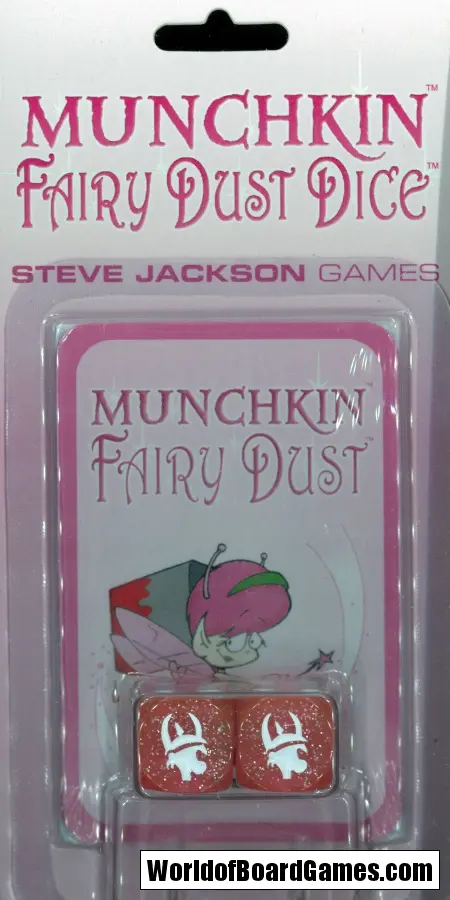 MUNCHKIN™
FAIRY DUST DICE™
STEVE JACKSON GAMES
MUNCHKIN™
FAIRY DUST™
WorldofBoardGames.com